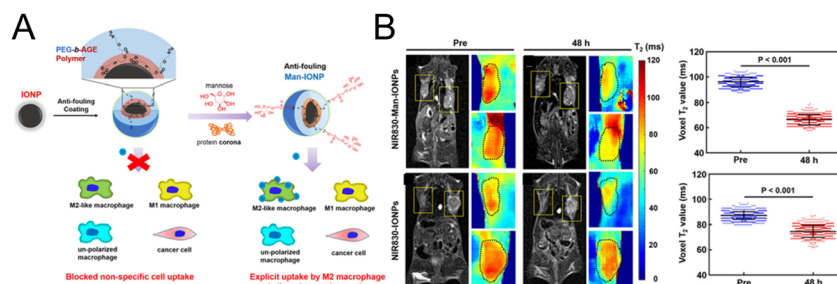 A
PEG-b-AGE
Polymer
IONP
Anti-fouling
Coating
mannose
protein corona
Anti-fouling
Man-IONP
M2-like macrophage
M1 macrophage
un-polarized
macrophage
cancer cell
Blocked non-specific cell uptake
M2-like macrophage
M1 macrophage
un-polarized
macrophage
cancer cell
Explicit uptake by M2 macrophage
B
Pre
48 h
T2 (ms)
NIR830-Man-IONPs
NIR830-IONPs
120
100
80
60
40
20
0
Voxel T2 value (ms)
P < 0.001
120
100
80
60
40
Pre
48 h
Voxel T2 value (ms)
P < 0.001
120
100
80
60
40
Pre
48 h